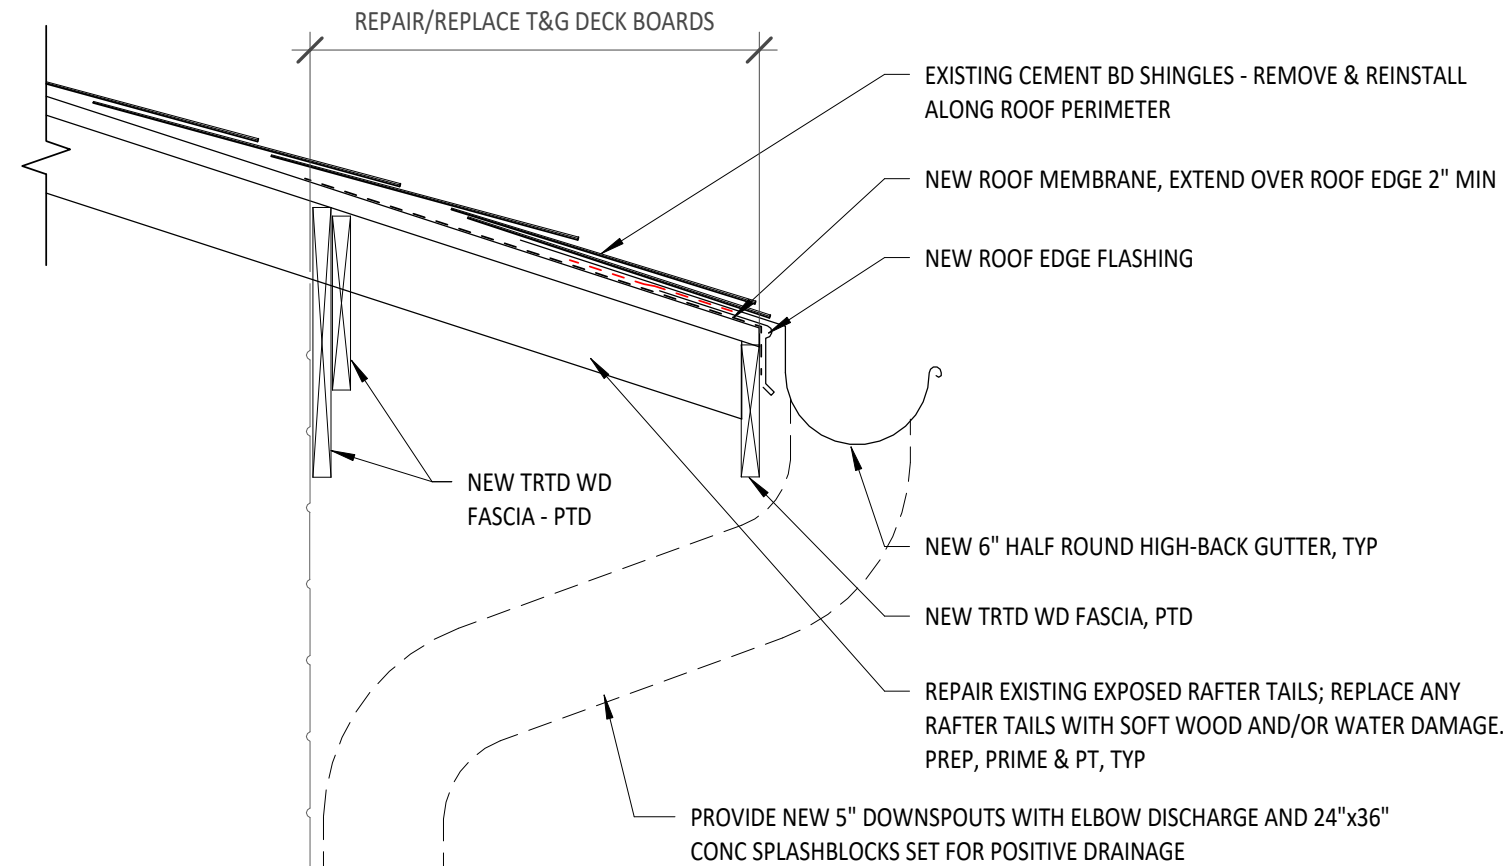 REPAIR/REPLACE T&G DECK BOARDS
EXISTING CEMENT BD SHINGLES - REMOVE & REINSTALL
ALONG ROOF PERIMETER
NEW ROOF MEMBRANE, EXTEND OVER ROOF EDGE 2" MIN
NEW ROOF EDGE FLASHING
NEW TRTD WD
FASCIA - PTD
NEW 6" HALF ROUND HIGH-BACK GUTTER, TYP
NEW TRTD WD FASCIA, PTD
REPAIR EXISTING EXPOSED RAFTER TAILS; REPLACE ANY
RAFTER TAILS WITH SOFT WOOD AND/OR WATER DAMAGE.
PREP, PRIME & PT, TYP
PROVIDE NEW 5" DOWNSPOUTS WITH ELBOW DISCHARGE AND 24"x36"
CONC SPLASHBLOCKS SET FOR POSITIVE DRAINAGE